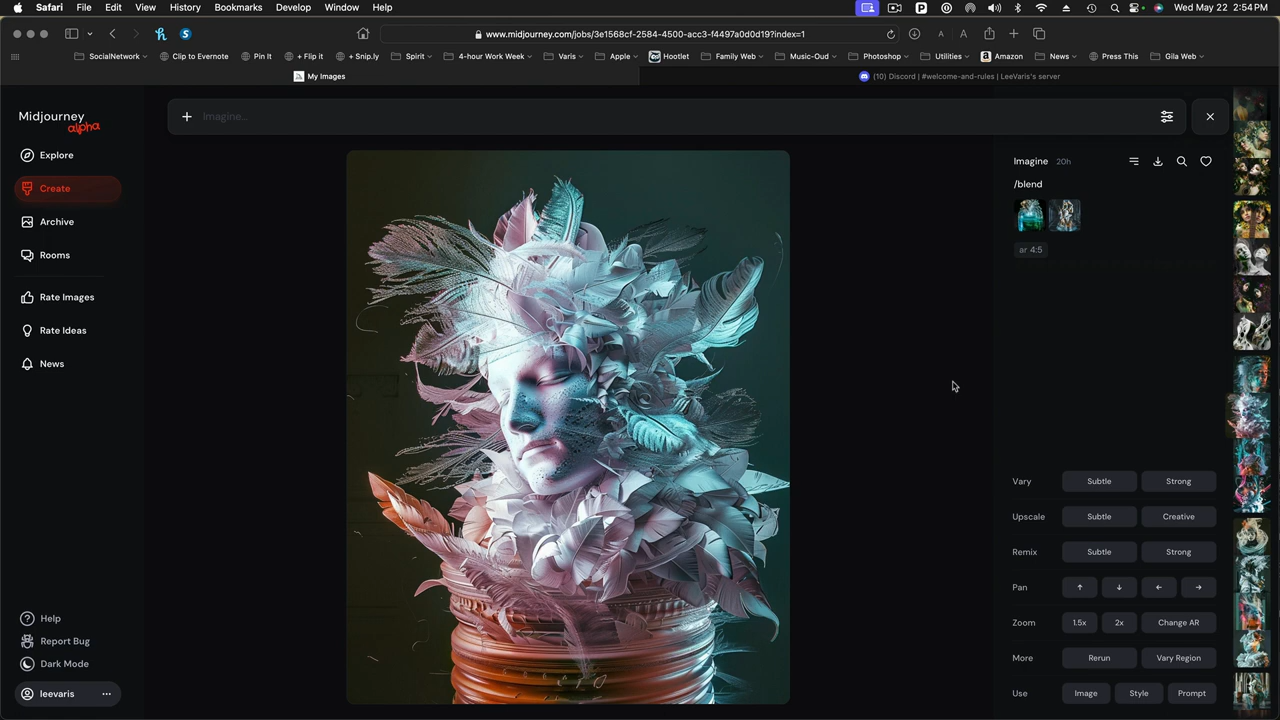 Safari File Edit View History Bookmarks Develop Window Help Wed May 22 2:54 PM
www.midjourney.com/jobs/3e1568cf-2584-4500-acc3-f4497a0d0d19?index=1
SocialNetwork Clip to Evernote Pin It + Flip it + Snip.ly Spirit 4-hour Work Week Varis Apple Hootlet Family Web Music-Oud Photoshop Utilities Amazon News Press This Gila Web
My Images
(10) Discord | #welcome-and-rules | LeeVaris's server
Midjourney
alpha
Imagine...
Explore
Create
Archive
Rooms
Rate Images
Rate Ideas
News
Help
Report Bug
Dark Mode
leevaris
Imagine 20h
/blend
ar 4:5
Vary Subtle Strong
Upscale Subtle Creative
Remix Subtle Strong
Pan ↑ ↓ ← →
Zoom 1.5x 2x Change AR
More Rerun Vary Region
Use Image Style Prompt